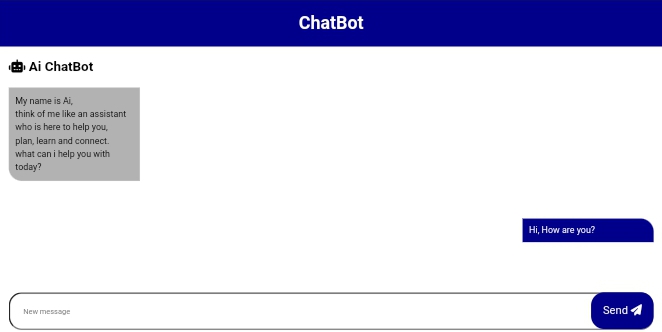 ChatBot
Ai ChatBot
My name is Ai,
think of me like an assistant
who is here to help you,
plan, learn and connect.
what can i help you with
today?
Hi, How are you?
New message
Send